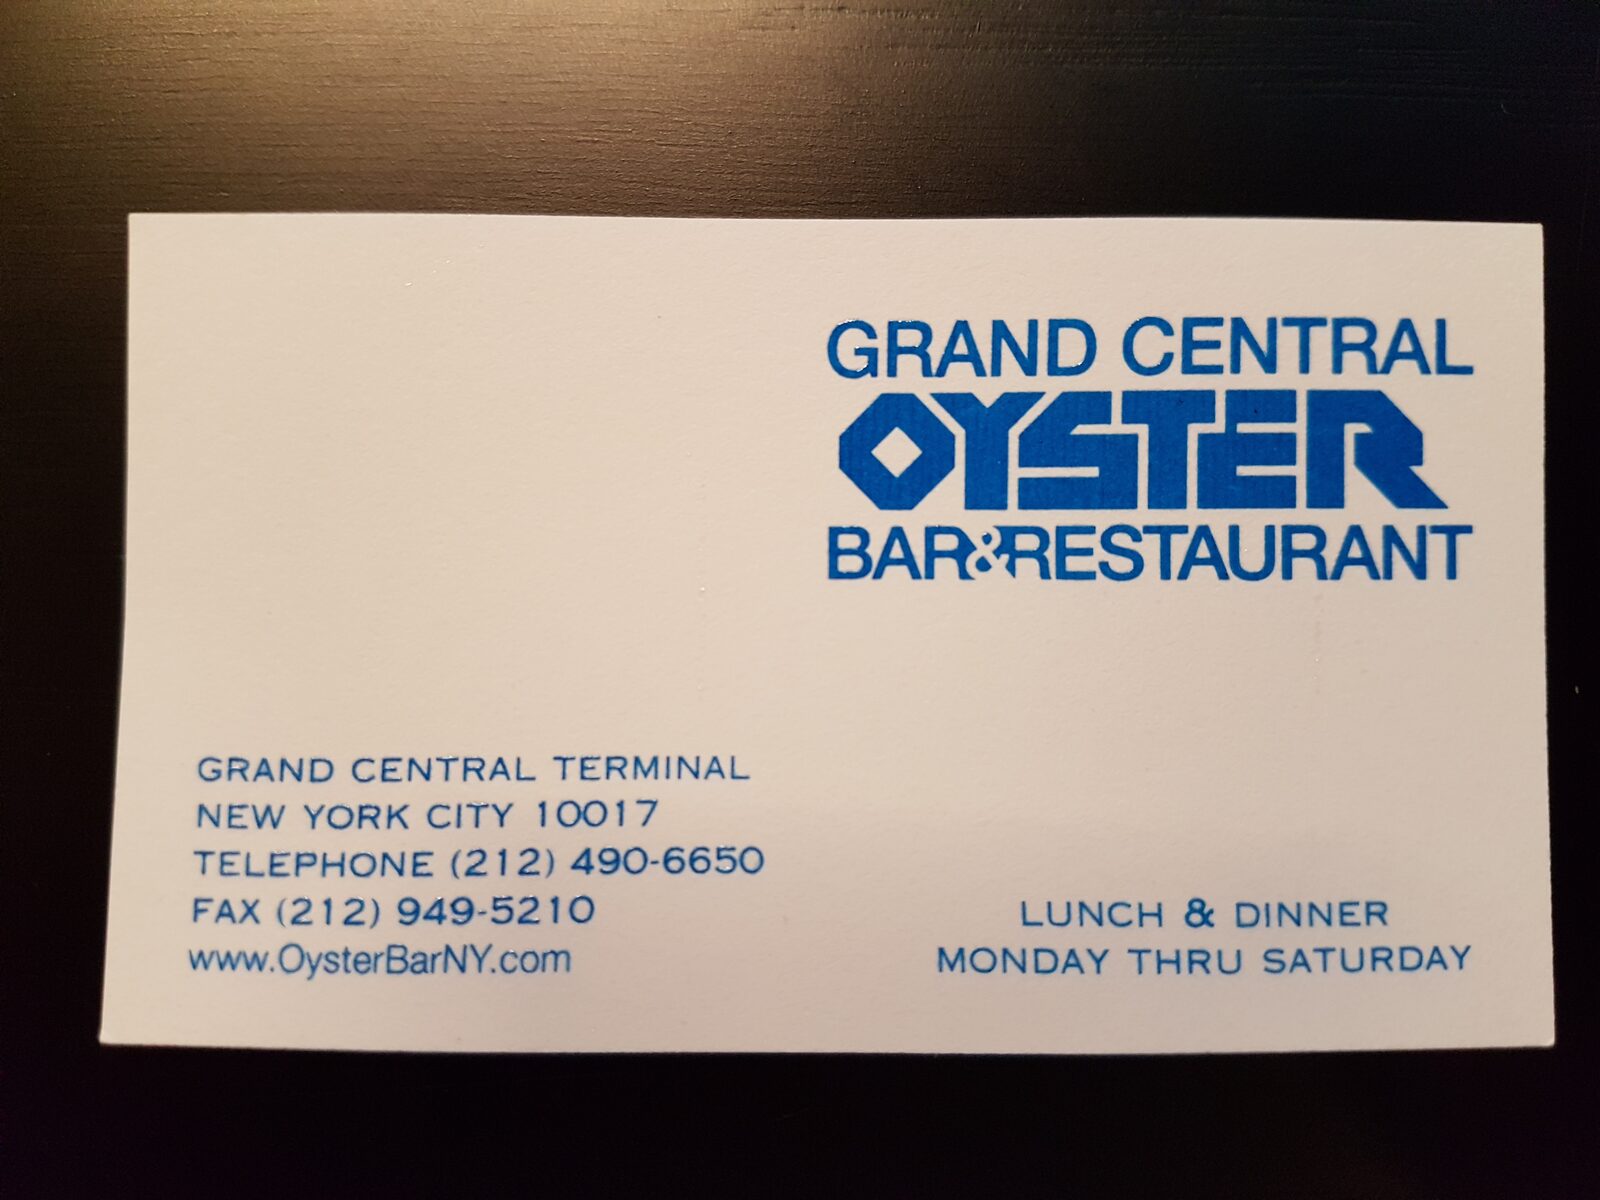 GRAND CENTRAL
OYSTER
BAR&RESTAURANT
GRAND CENTRAL TERMINAL
NEW YORK CITY 10017
TELEPHONE (212) 490-6650
FAX (212) 949-5210
www.OysterBarNY.com
LUNCH & DINNER
MONDAY THRU SATURDAY